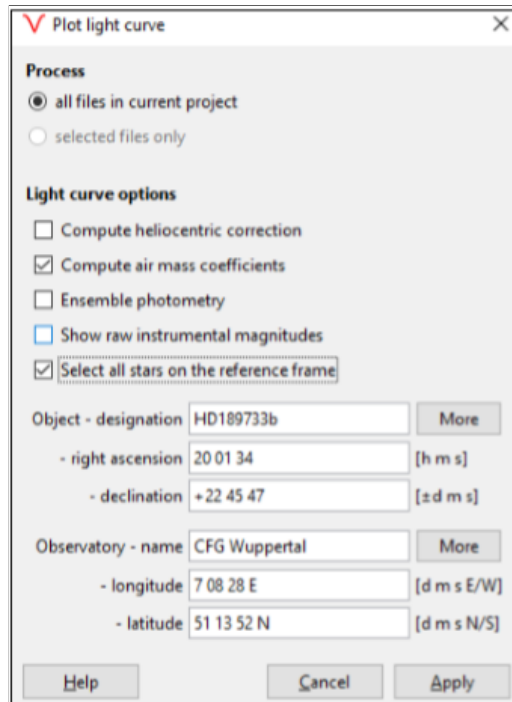 Plot light curve
Process
all files in current project
selected files only
Light curve options
Compute heliocentric correction
Compute air mass coefficients
Ensemble photometry
Show raw instrumental magnitudes
Select all stars on the reference frame
Object - designation HD189733b More
- right ascension 20 01 34 [h m s]
- declination +22 45 47 [±d m s]
Observatory - name CFG Wuppertal More
- longitude 7 08 28 E [d m s E/W]
- latitude 51 13 52 N [d m s N/S]
Help Cancel Apply